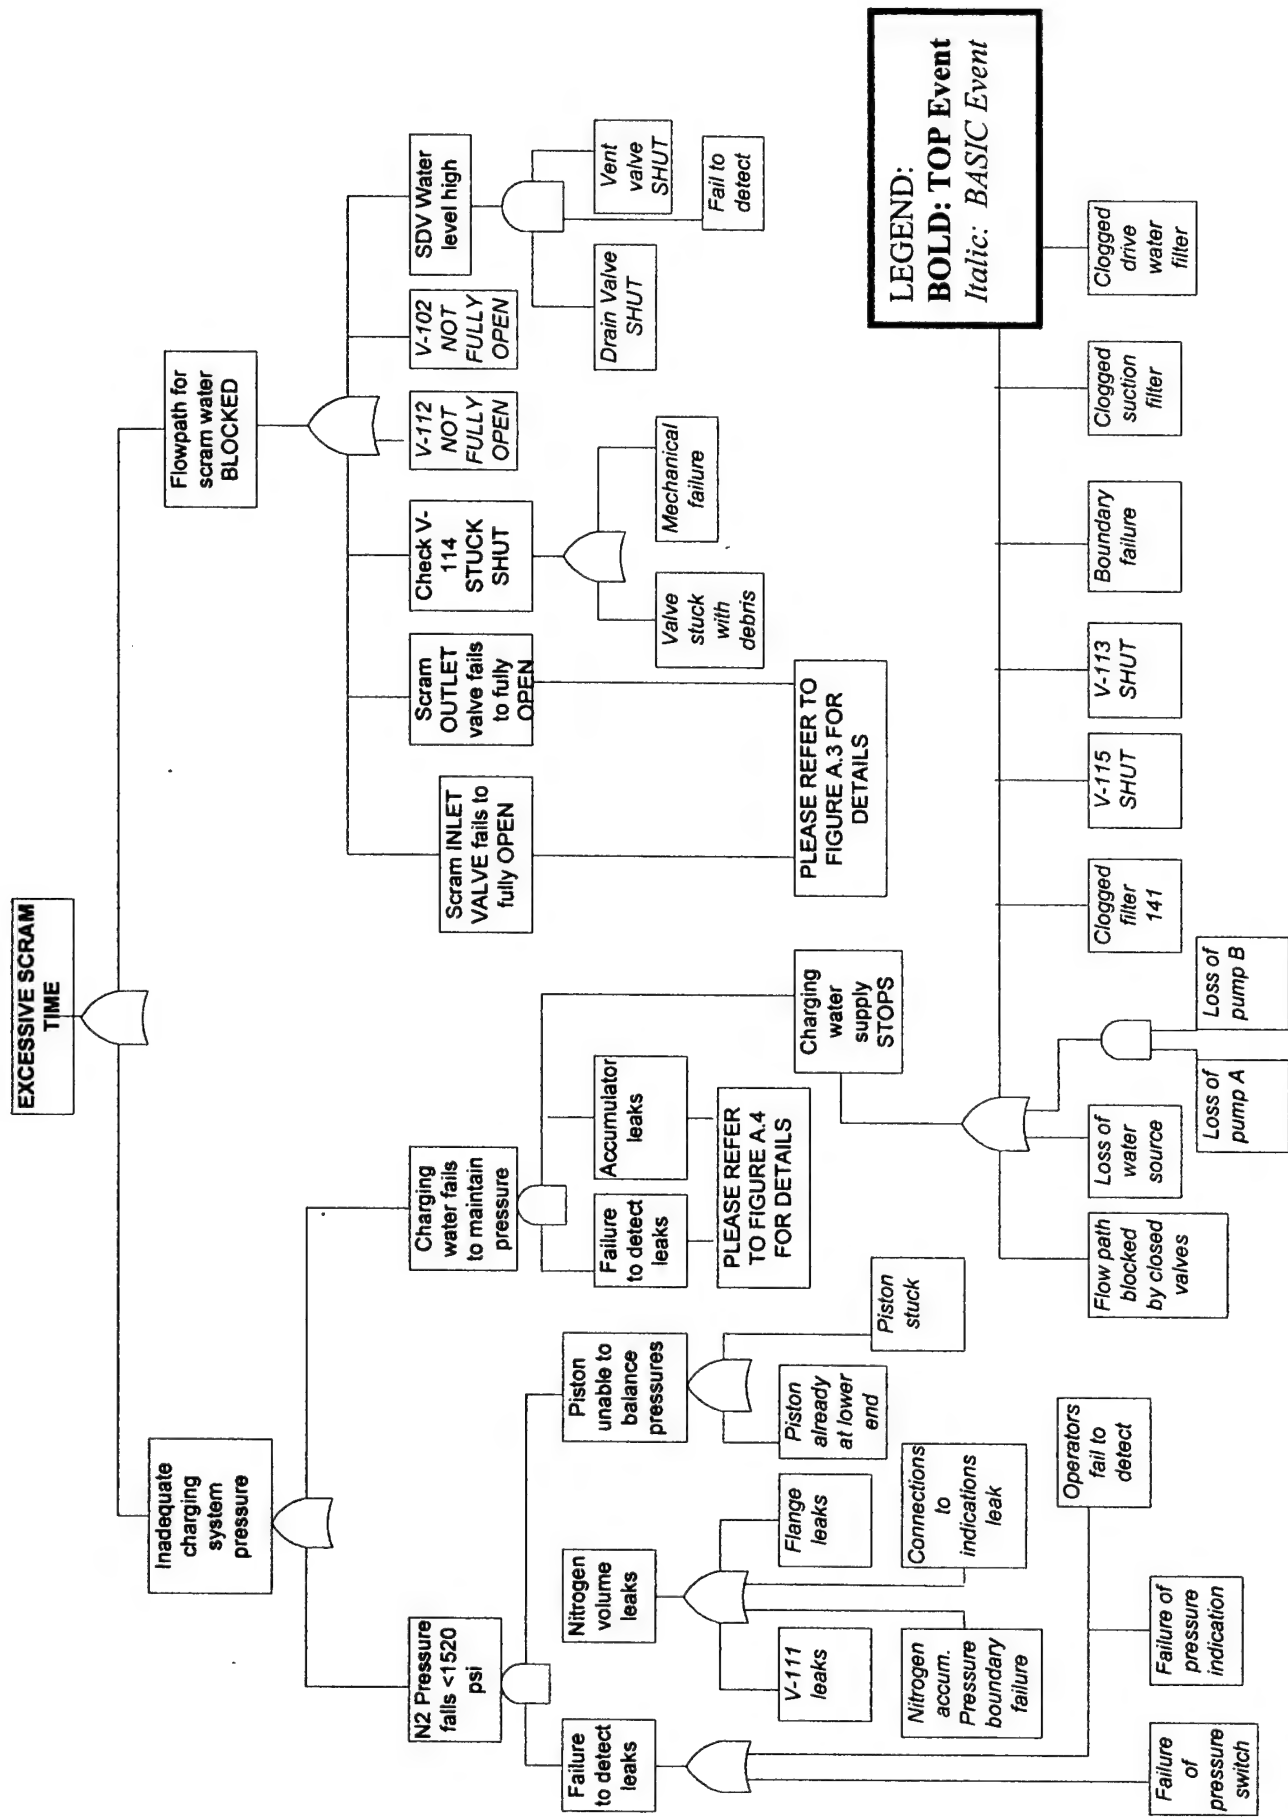 EXCESSIVE SCRAM
TIME
Inadequate
charging
system
pressure
Flowpath for
scram water
BLOCKED
N2 Pressure
falls <1520
psi
Charging
water fails
to maintain
pressure
Scram INLET
VALVE fails to
fully OPEN
Scram
OUTLET
valve fails
to fully
OPEN
Check V-
114
STUCK
SHUT
V-112
NOT
FULLY
OPEN
V-102
NOT
FULLY
OPEN
SDV Water
level high
Failure
to detect
leaks
Nitrogen
volume
leaks
Piston
unable to
balance
pressures
Failure
to detect
leaks
Accumulator
leaks
Valve
stuck
with
debris
Mechanical
failure
Drain Valve
SHUT
Fail to
detect
Vent
valve
SHUT
PLEASE REFER
TO FIGURE A.4
FOR DETAILS
Charging
water
supply
STOPS
PLEASE REFER TO
FIGURE A.3 FOR
DETAILS
V-111
leaks
Flange
leaks
Piston
already
at lower
end
Piston
stuck
Nitrogen
accum.
Pressure
boundary
failure
Connections
to
indications
leak
LEGEND:
BOLD: TOP Event
Italic: BASIC Event
Operators
fail to
detect
Failure
of
pressure
switch
Failure of
pressure
indication
Flow path
blocked
by closed
valves
Loss of
water
source
Loss of
pump A
Loss of
pump B
Clogged
filter
141
V-115
SHUT
V-113
SHUT
Boundary
failure
Clogged
suction
filter
Clogged
drive
water
filter